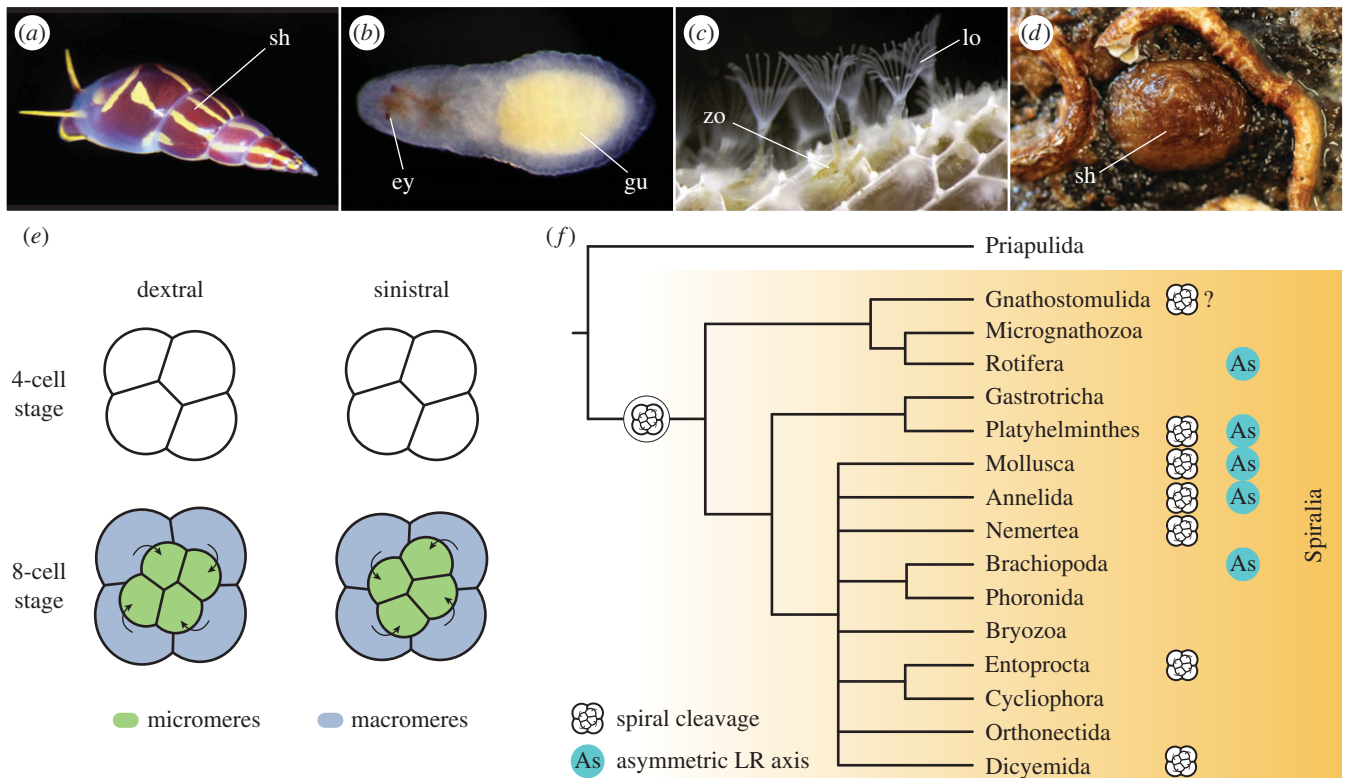 (a)
sh
(b)
ey
gu
(c)
lo
zo
(d)
sh
(e)
dextral
sinistral
4-cell
stage
8-cell
stage
micromeres
macromeres
(f)
Priapulida
Gnathostomulida ?
Micrognathozoa
Rotifera As
Gastrotricha
Platyhelminthes As
Mollusca As
Annelida As
Nemertea
Brachiopoda As
Phoronida
Bryozoa
Entoprocta
Cycliophora
Orthonectida
Dicyemida
Spiralia
spiral cleavage
As asymmetric LR axis